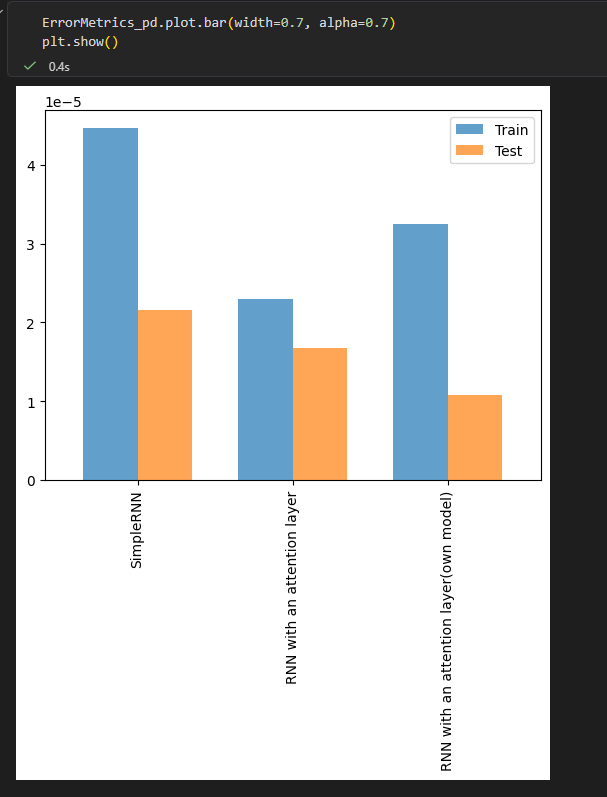 ErrorMetrics_pd.plot.bar(width=0.7, alpha=0.7)
plt.show()
0.4s
1e−5
Train
Test
4
3
2
1
0
SimpleRNN
RNN with an attention layer
RNN with an attention layer(own model)